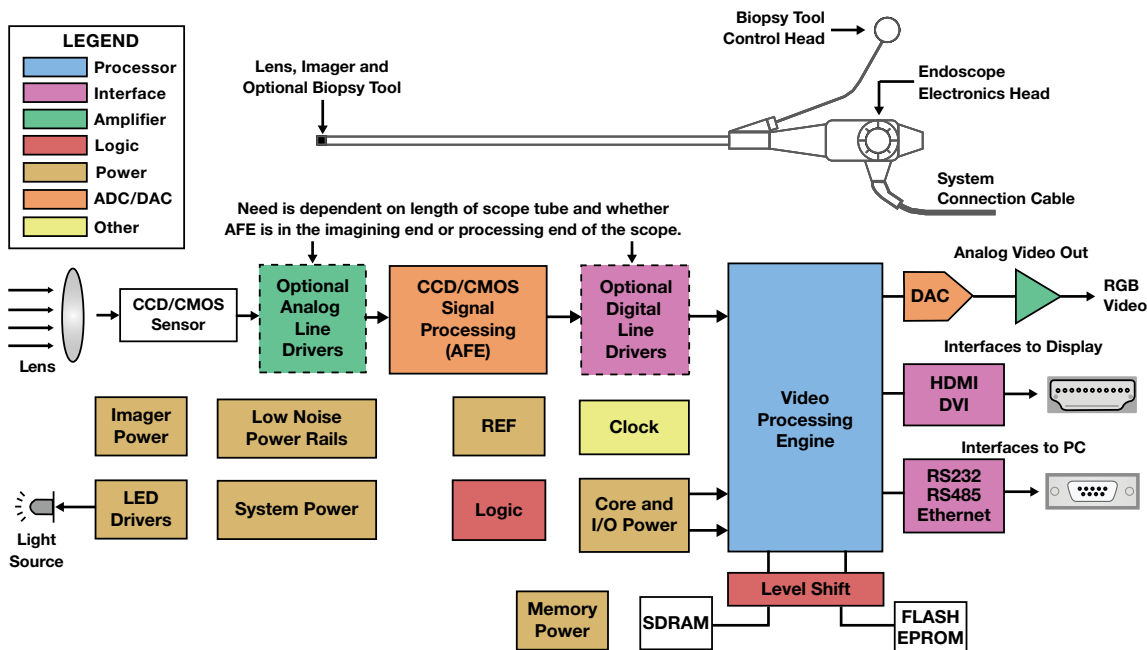 LEGEND
Processor
Interface
Amplifier
Logic
Power
ADC/DAC
Other
Biopsy Tool
Control Head
Lens, Imager and
Optional Biopsy Tool
Endoscope
Electronics Head
System
Connection Cable
Need is dependent on length of scope tube and whether
AFE is in the imagining end or processing end of the scope.
Lens
CCD/CMOS
Sensor
Optional
Analog
Line
Drivers
CCD/CMOS
Signal
Processing
(AFE)
Optional
Digital
Line
Drivers
Video
Processing
Engine
Analog Video Out
DAC
RGB
Video
Interfaces to Display
HDMI
DVI
Interfaces to PC
RS232
RS485
Ethernet
Imager
Power
Low Noise
Power Rails
REF
Clock
Light
Source
LED
Drivers
System Power
Logic
Core and
I/O Power
Level Shift
Memory
Power
SDRAM
FLASH
EPROM